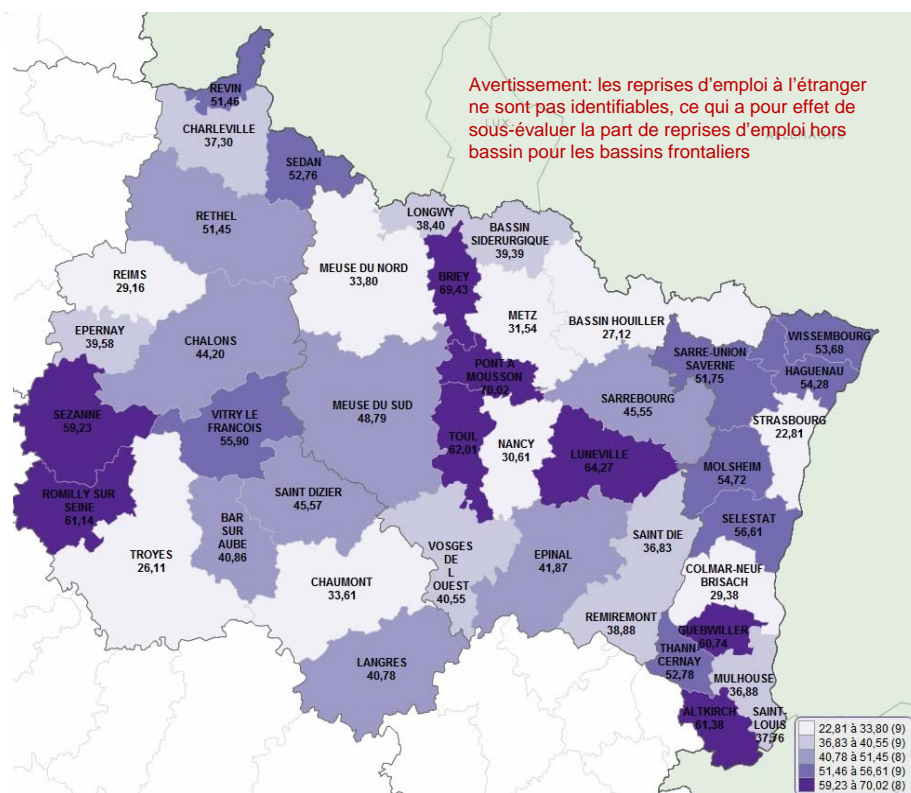 Avertissement: les reprises d'emploi à l'étranger
ne sont pas identifiables, ce qui a pour effet de
sous-évaluer la part de reprises d'emploi hors
bassin pour les bassins frontaliers
LUX.
ALLEMAGNE
REVIN
51,46
CHARLEVILLE
37,30
SEDAN
52,76
RETHEL
51,45
LONGWY
38,40
BASSIN
SIDERURGIQUE
39,39
REIMS
29,16
MEUSE DU NORD
33,80
BRIEY
69,43
METZ
31,54
BASSIN HOUILLER
27,12
EPERNAY
39,58
CHALONS
44,20
WISSEMBOURG
53,68
SARRE-UNION
SAVERNE
51,75
HAGUENAU
54,28
PONT A
MOUSSON
70,02
SARREBOURG
45,55
SEZANNE
59,23
VITRY LE
FRANCOIS
55,90
MEUSE DU SUD
48,79
TOUL
62,01
NANCY
30,61
LUNEVILLE
64,27
STRASBOURG
22,81
MOLSHEIM
54,72
ROMILLY SUR
SEINE
61,14
SAINT DIZIER
45,57
BAR
SUR
AUBE
40,86
SELESTAT
56,61
TROYES
26,11
VOSGES
DE
L
OUEST
40,55
EPINAL
41,87
SAINT DIE
36,83
CHAUMONT
33,61
COLMAR-NEUF
BRISACH
29,38
REMIREMONT
38,88
GUEBWILLER
60,74
THANN
CERNAY
52,78
LANGRES
40,78
MULHOUSE
36,88
ALTKIRCH
61,38
SAINT-
LOUIS
37,76
22,81 à 33,80 (9)
36,83 à 40,55 (9)
40,78 à 51,45 (8)
51,46 à 56,61 (9)
59,23 à 70,02 (8)